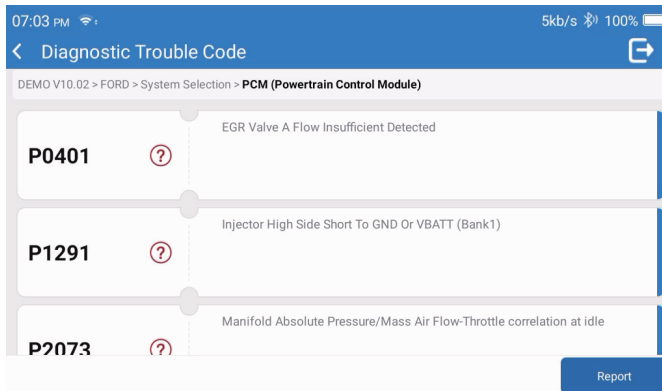 07:03 PM
5kb/s 100%
Diagnostic Trouble Code
DEMO V10.02 > FORD > System Selection > PCM (Powertrain Control Module)
EGR Valve A Flow Insufficient Detected
P0401 ?
Injector High Side Short To GND Or VBATT (Bank1)
P1291 ?
Manifold Absolute Pressure/Mass Air Flow-Throttle correlation at idle
P2073 ?
Report